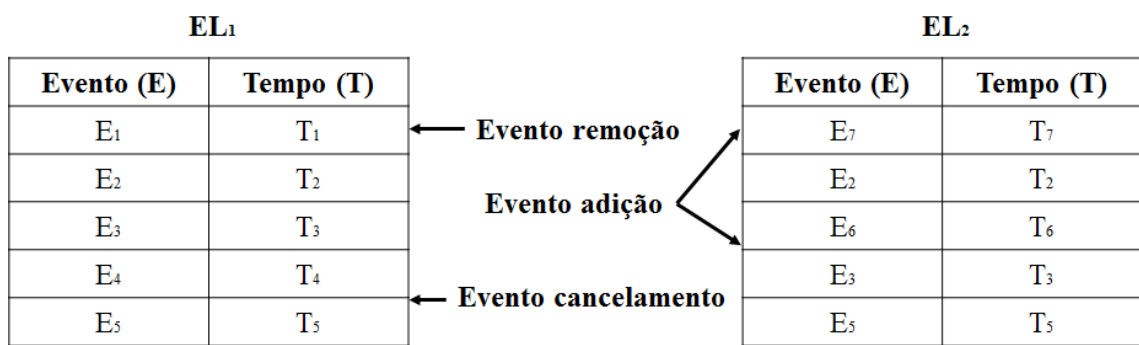 EL₁
EL₂
Evento (E) Tempo (T)
Evento (E) Tempo (T)
E₁ T₁
Evento remoção
E₇ T₇
E₂ T₂
E₂ T₂
Evento adição
E₃ T₃
E₆ T₆
E₄ T₄
E₃ T₃
Evento cancelamento
E₅ T₅
E₅ T₅